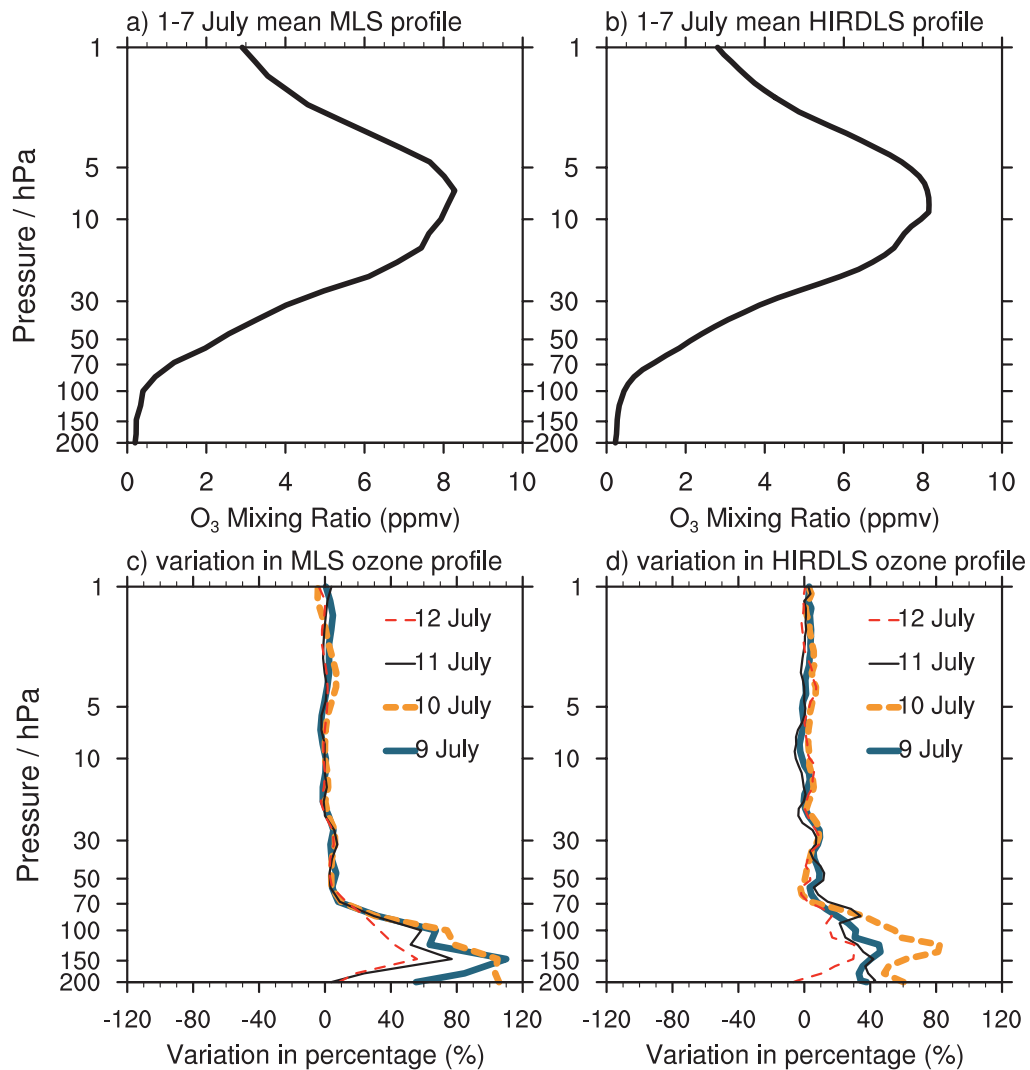 a) 1-7 July mean MLS profile
1
5
10
30
50
70
100
150
200
Pressure / hPa
0 2 4 6 8 10
O₃ Mixing Ratio (ppmv)
b) 1-7 July mean HIRDLS profile
1
5
10
30
50
70
100
150
200
0 2 4 6 8 10
O₃ Mixing Ratio (ppmv)
c) variation in MLS ozone profile
1
5
10
30
50
70
100
150
200
Pressure / hPa
12 July
11 July
10 July
9 July
-120 -80 -40 0 40 80 120
Variation in percentage (%)
d) variation in HIRDLS ozone profile
1
5
10
30
50
70
100
150
200
12 July
11 July
10 July
9 July
-120 -80 -40 0 40 80 120
Variation in percentage (%)